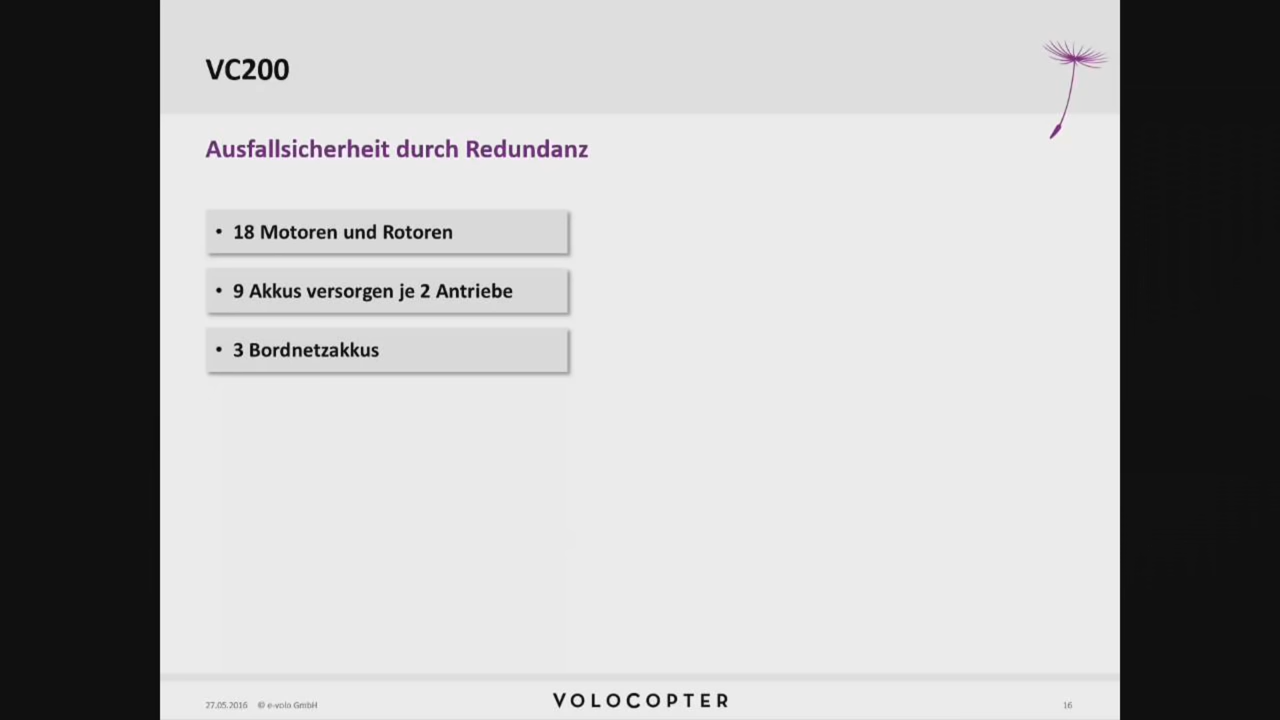 VC200
Ausfallsicherheit durch Redundanz
• 18 Motoren und Rotoren
• 9 Akkus versorgen je 2 Antriebe
• 3 Bordnetzakkus
27.05.2016 © e-volo GmbH
VOLOCOPTER
16